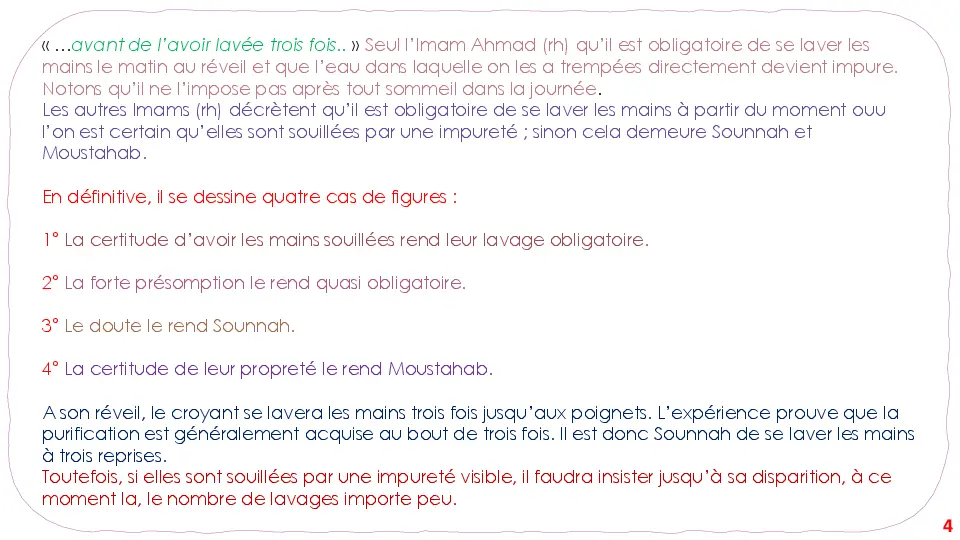 « …avant de l’avoir lavée trois fois.. » Seul l’Imam Ahmad (rh) qu’il est obligatoire de se laver les
mains le matin au réveil et que l’eau dans laquelle on les a trempées directement devient impure.
Notons qu’il ne l’impose pas après tout sommeil dans la journée.
Les autres Imams (rh) décrètent qu’il est obligatoire de se laver les mains à partir du moment ouu
l’on est certain qu’elles sont souillées par une impureté ; sinon cela demeure Sounnah et
Moustahab.
En définitive, il se dessine quatre cas de figures :
1° La certitude d’avoir les mains souillées rend leur lavage obligatoire.
2° La forte présomption le rend quasi obligatoire.
3° Le doute le rend Sounnah.
4° La certitude de leur propreté le rend Moustahab.
A son réveil, le croyant se lavera les mains trois fois jusqu’aux poignets. L’expérience prouve que la
purification est généralement acquise au bout de trois fois. Il est donc Sounnah de se laver les mains
à trois reprises.
Toutefois, si elles sont souillées par une impureté visible, il faudra insister jusqu’à sa disparition, à ce
moment la, le nombre de lavages importe peu.
4